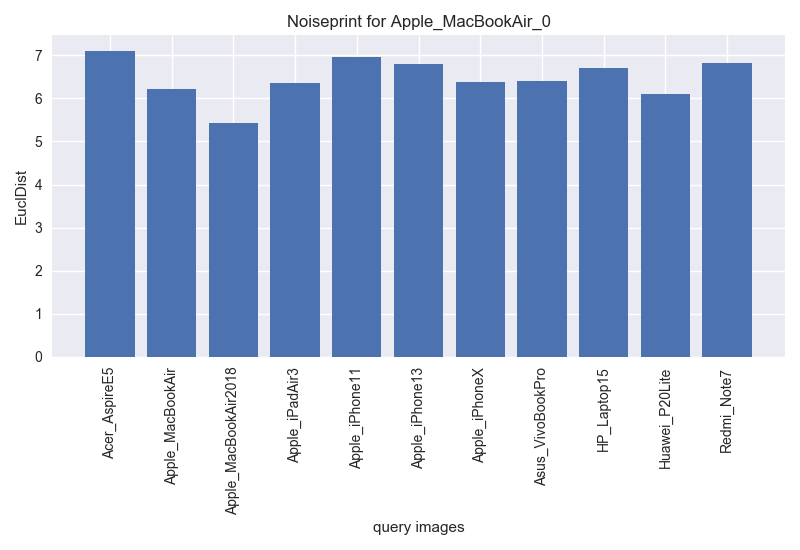 Noiseprint for Apple_MacBookAir_0
EuclDist
7
6
5
4
3
2
1
0
Acer_AspireE5
Apple_MacBookAir
Apple_MacBookAir2018
Apple_iPadAir3
Apple_iPhone11
Apple_iPhone13
Apple_iPhoneX
Asus_VivoBookPro
HP_Laptop15
Huawei_P20Lite
Redmi_Note7
query images